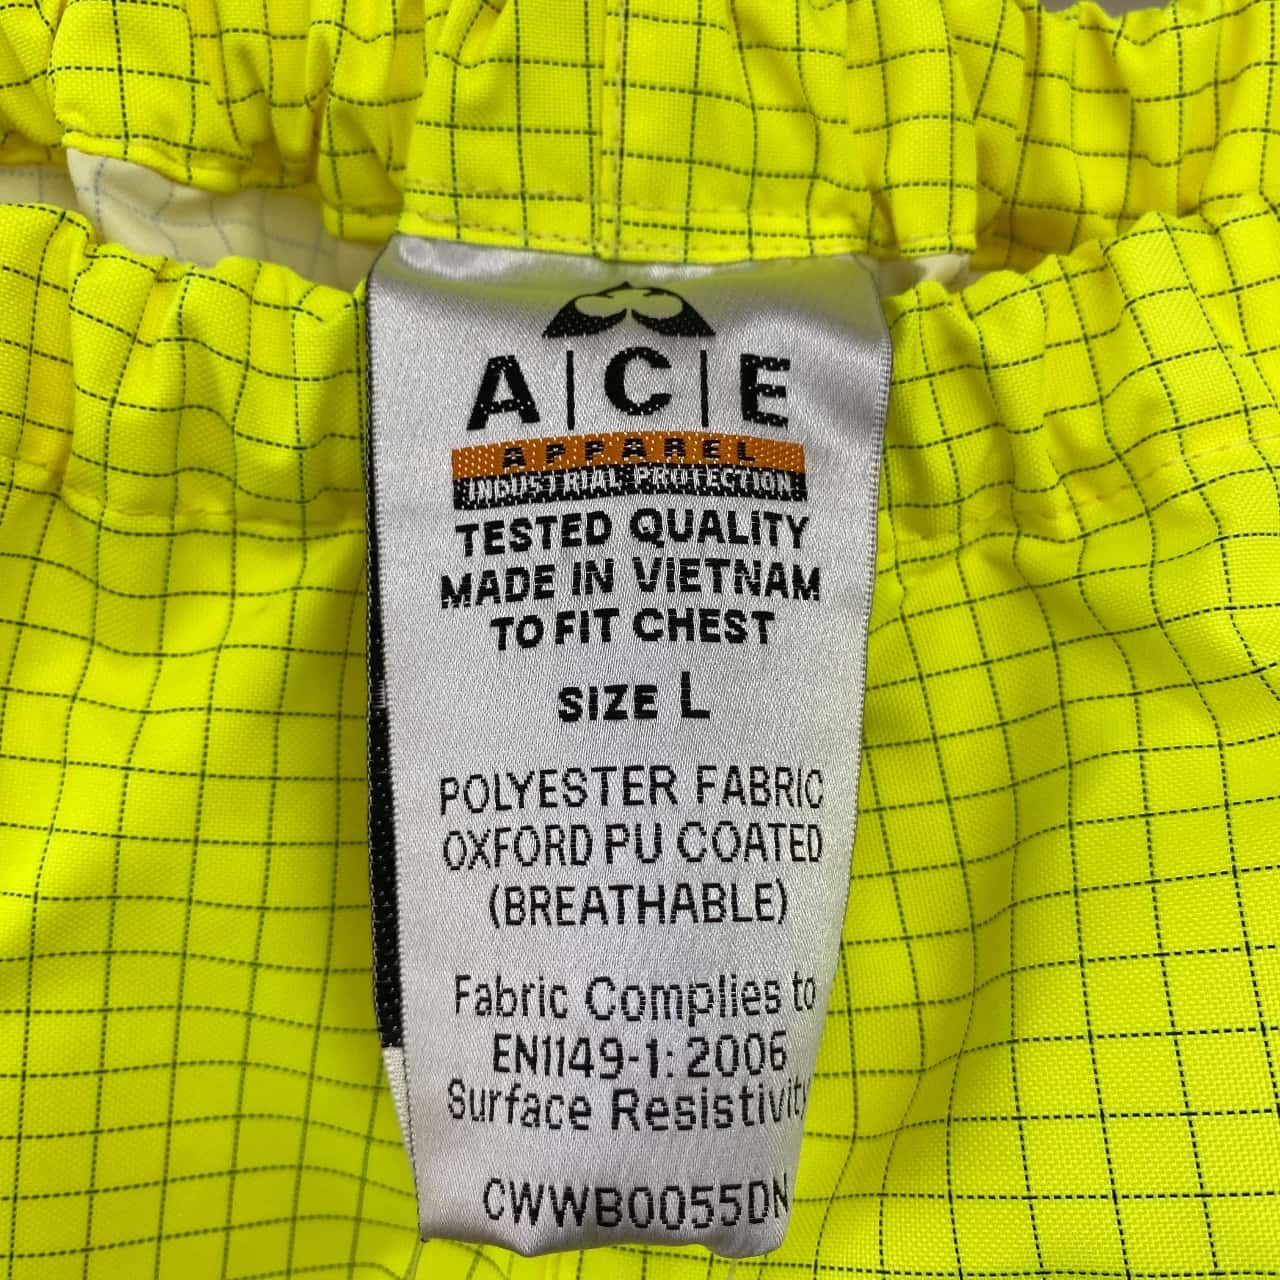 A|C|E
APPAREL
INDUSTRIAL PROTECTION
TESTED QUALITY
MADE IN VIETNAM
TO FIT CHEST
SIZE L
POLYESTER FABRIC
OXFORD PU COATED
(BREATHABLE)
Fabric Complies to
EN1149-1: 2006
Surface Resistivity
CWWB0055DN